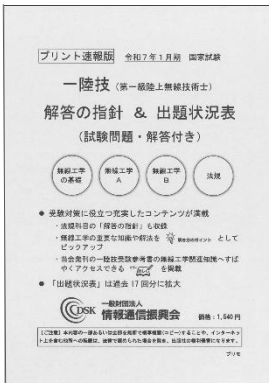 プリント速報版 令和7年1月期 国家試験
一陸技（第一級陸上無線技術士）
解答の指針 ＆ 出題状況表
（試験問題・解答付き）
無線工学の基礎
無線工学A
無線工学B
法規
● 受験対策に役立つ充実したコンテンツが満載
・法規科目の「解答の指針」も収録
・無線工学の重要な知識や解法を として
ピックアップ
・当会発刊の一陸技受験参考書の無線工学関連知識へすば
やくアクセスできる を掲載
● 「出題状況表」は過去17回分に拡大
DSK 一般財団法人
情報通信振興会
価格：1,540円